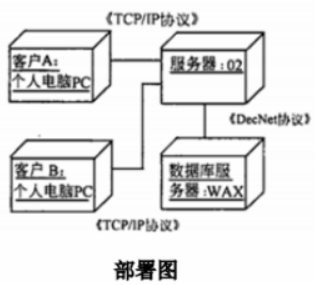 《TCP/IP协议》
客户A:
个人电脑PC
服务器:02
《DecNet协议》
客户 B:
个人电脑PC
数据库服
务器:WAX
《TCP/IP协议》
部署图